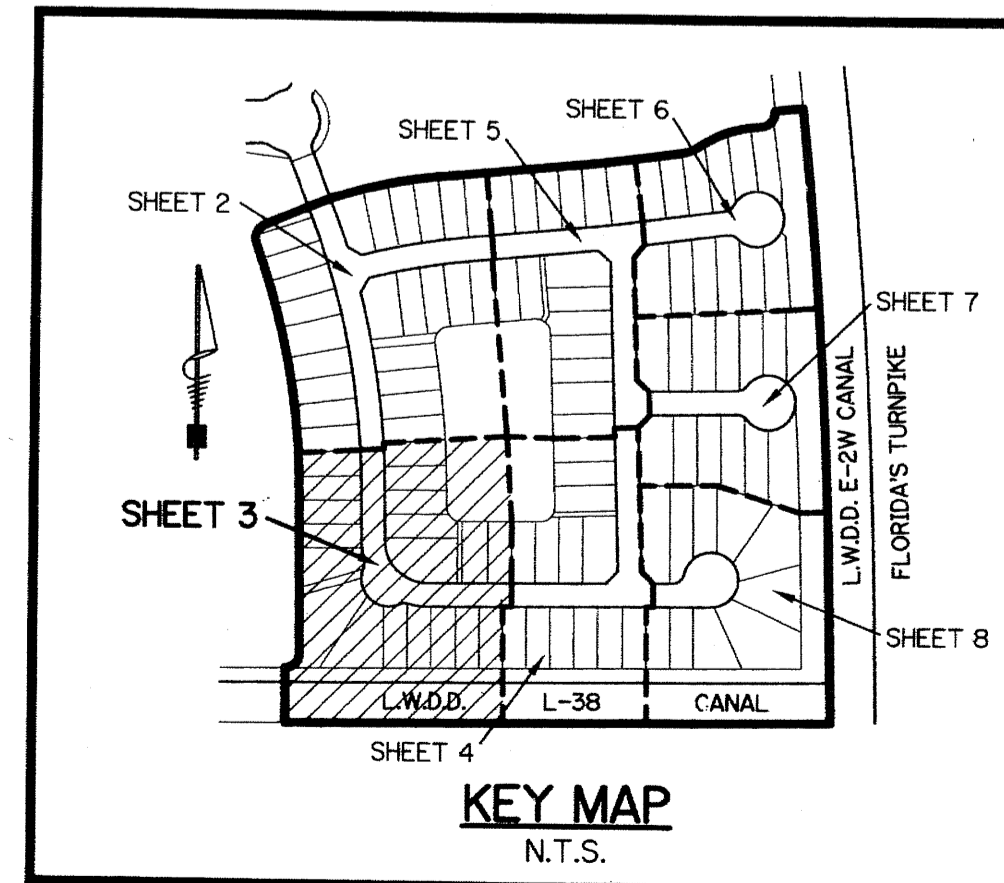 SHEET 6
SHEET 5
SHEET 2
SHEET 7
L.W.D.D. E-2W CANAL
FLORIDA'S TURNPIKE
SHEET 3
SHEET 8
L.W.D.D. L-38 CANAL
SHEET 4
KEY MAP
N.T.S.